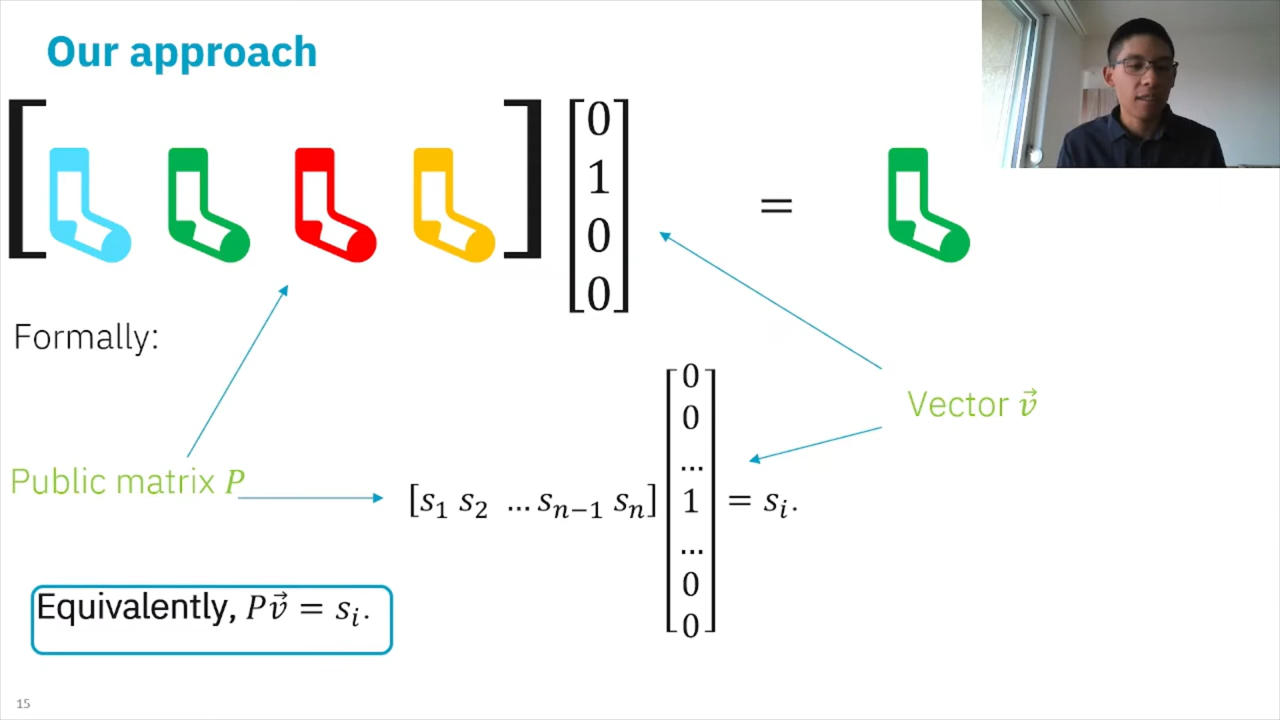 Our approach
[ ] [0 1 0 0] =
Formally:
Vector v⃗
Public matrix P
[s₁ s₂ ... sₙ₋₁ sₙ] [0 0 ... 1 ... 0 0] = sᵢ.
Equivalently, Pv⃗ = sᵢ.
15